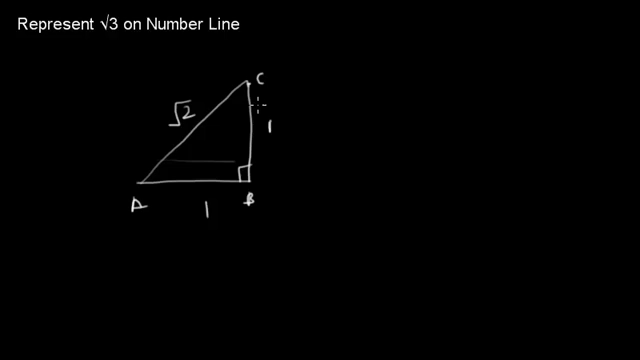 Represent √3 on Number Line
C
√2
1
A
1
B